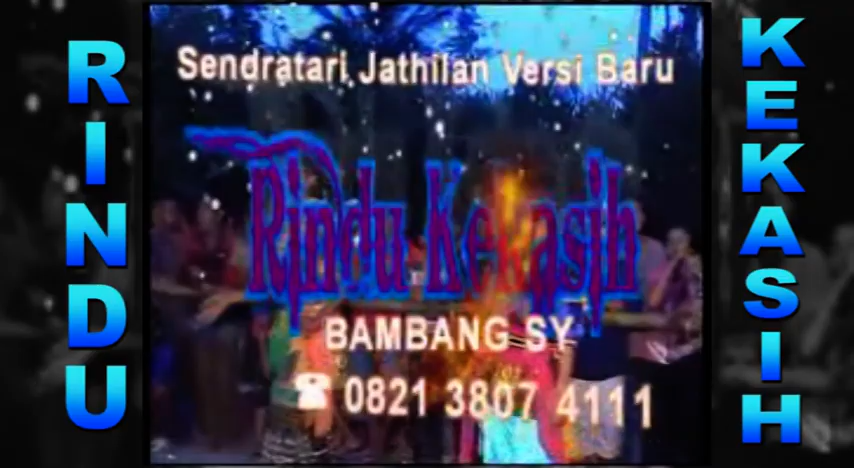 RINDU
Sendratari Jathilan Versi Baru
Rindu Kekasih
BAMBANG SY
☎ 0821 3807 4111
KEKASIH